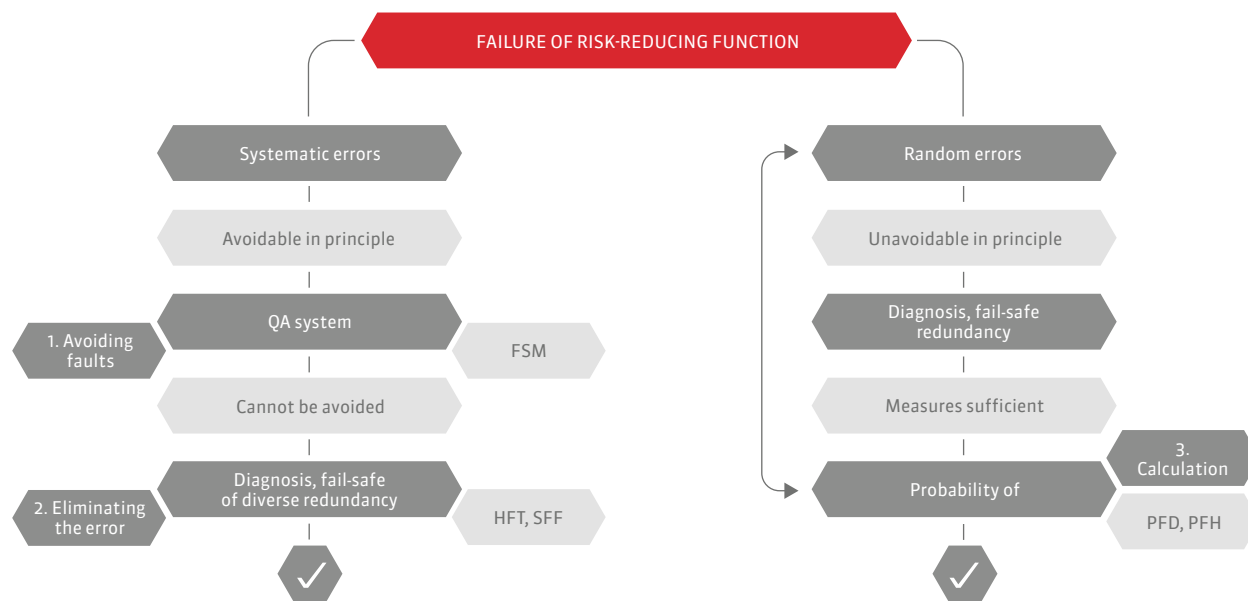 FAILURE OF RISK-REDUCING FUNCTION
Systematic errors
Avoidable in principle
QA system
1. Avoiding
faults
FSM
Cannot be avoided
Diagnosis, fail-safe
of diverse redundancy
2. Eliminating
the error
HFT, SFF
Random errors
Unavoidable in principle
Diagnosis, fail-safe
redundancy
Measures sufficient
3.
Calculation
Probability of
PFD, PFH